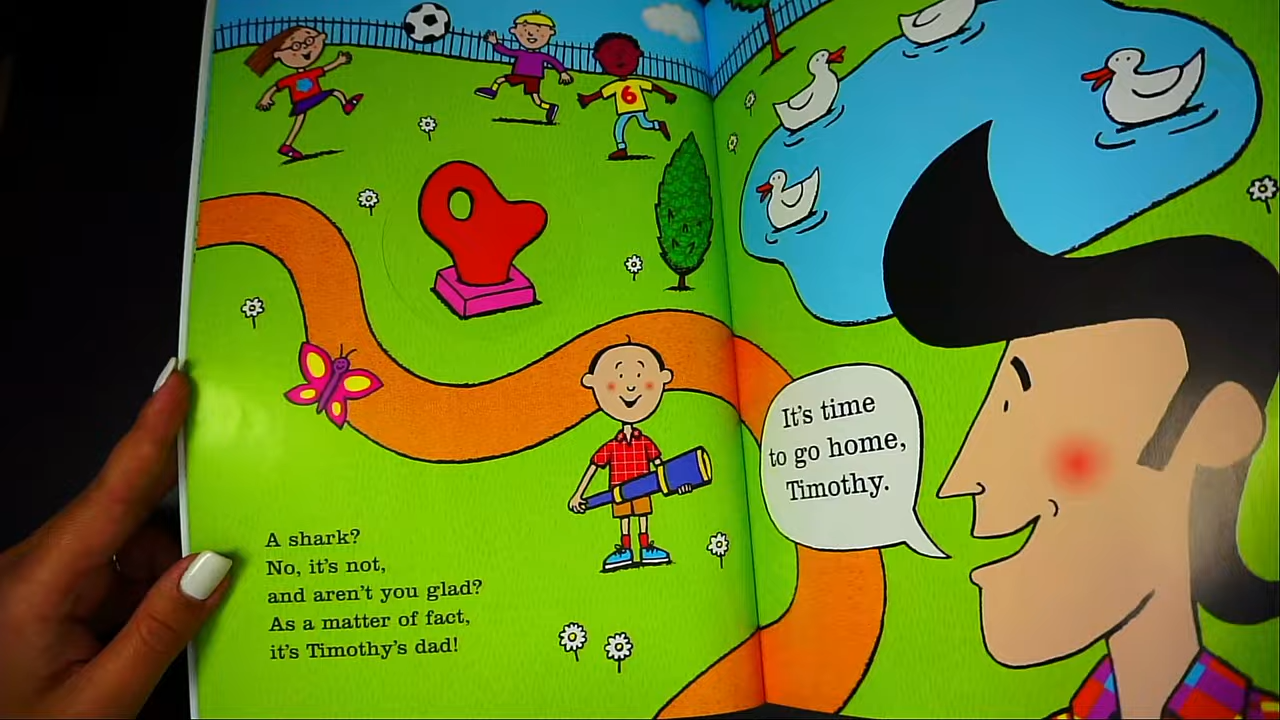 6
A shark?
No, it's not,
and aren't you glad?
As a matter of fact,
it's Timothy's dad!
It's time
to go home,
Timothy.